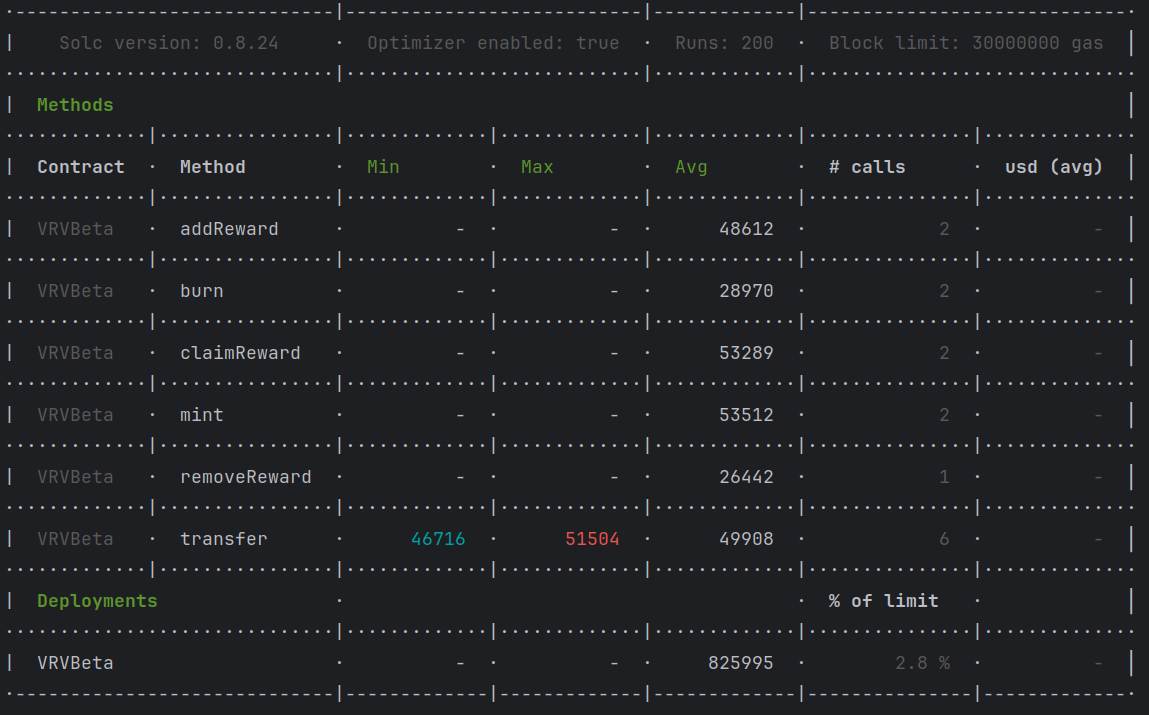 Solc version: 0.8.24 · Optimizer enabled: true · Runs: 200 · Block limit: 30000000 gas
Methods
Contract · Method · Min · Max · Avg · # calls · usd (avg)
VRVBeta · addReward · - · - · 48612 · 2 · -
VRVBeta · burn · - · - · 28970 · 2 · -
VRVBeta · claimReward · - · - · 53289 · 2 · -
VRVBeta · mint · - · - · 53512 · 2 · -
VRVBeta · removeReward · - · - · 26442 · 1 · -
VRVBeta · transfer · 46716 · 51504 · 49908 · 6 · -
Deployments · · % of limit ·
VRVBeta · - · - · 825995 · 2.8 % · -